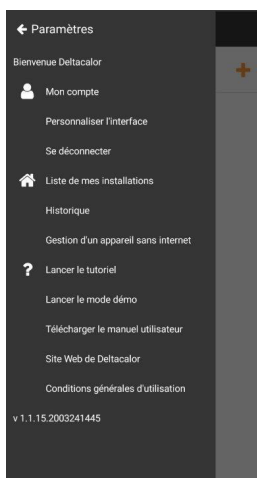 Paramètres
Bienvenue Deltacalor
Mon compte
Personnaliser l'interface
Se déconnecter
Liste de mes installations
Historique
Gestion d'un appareil sans internet
? Lancer le tutoriel
Lancer le mode démo
Télécharger le manuel utilisateur
Site Web de Deltacalor
Conditions générales d'utilisation
v 1.1.15.2003241445